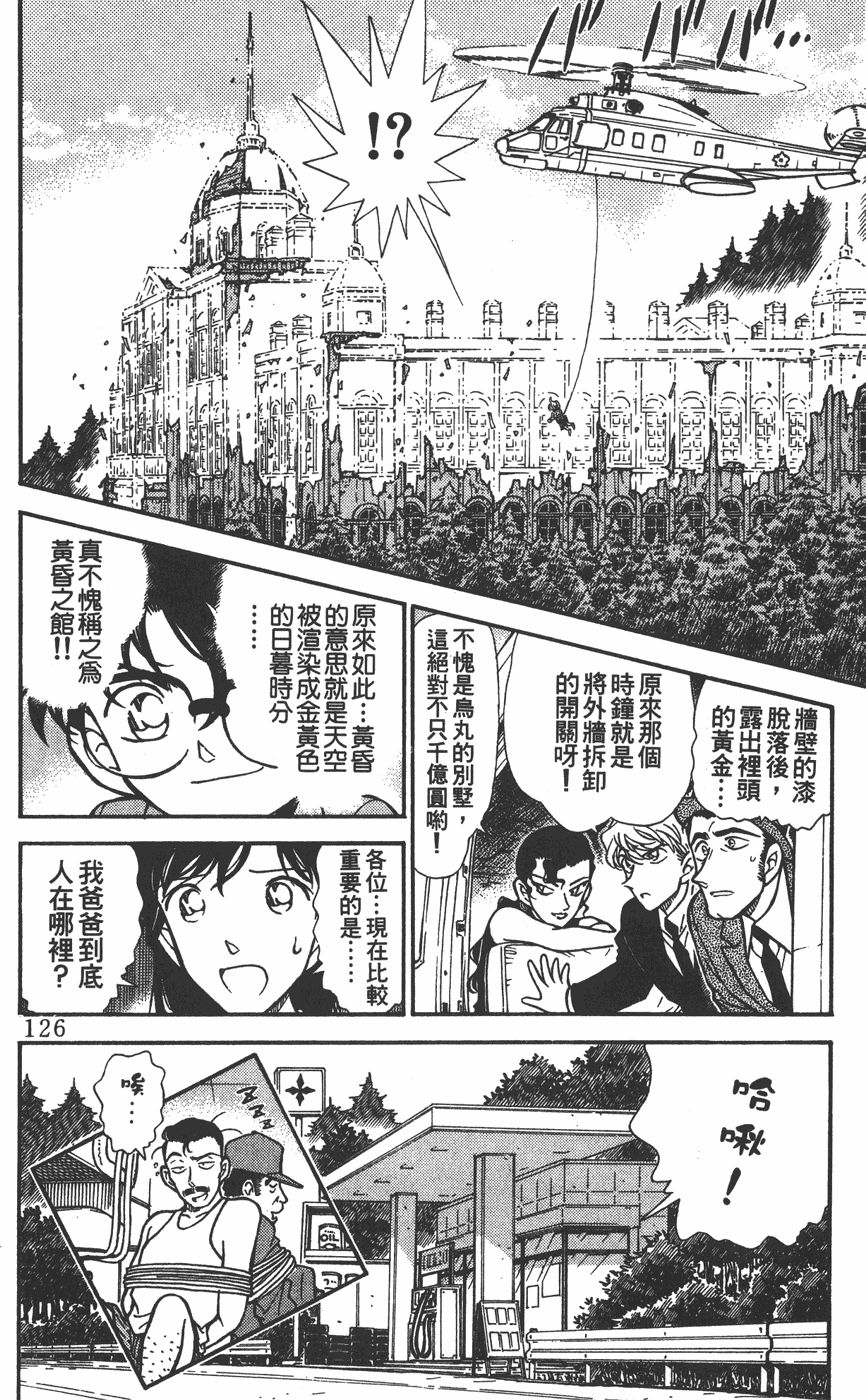 !?
牆壁的漆
脫落後，
露出裡頭
的黃金…
原來那個
時鐘就是
將外牆拆卸
的開關呀！
不愧是烏丸的別墅，
這絕對不只千億圓喲！
原來如此…黃昏
的意思就是天空
被渲染成金黃色
的日暮時分
……
真不愧稱之為
黃昏之館!!
各位…現在比較
重要的是……
我爸爸到底
人在哪裡？
126
哈啾！
唉…
ZZZ
OIL